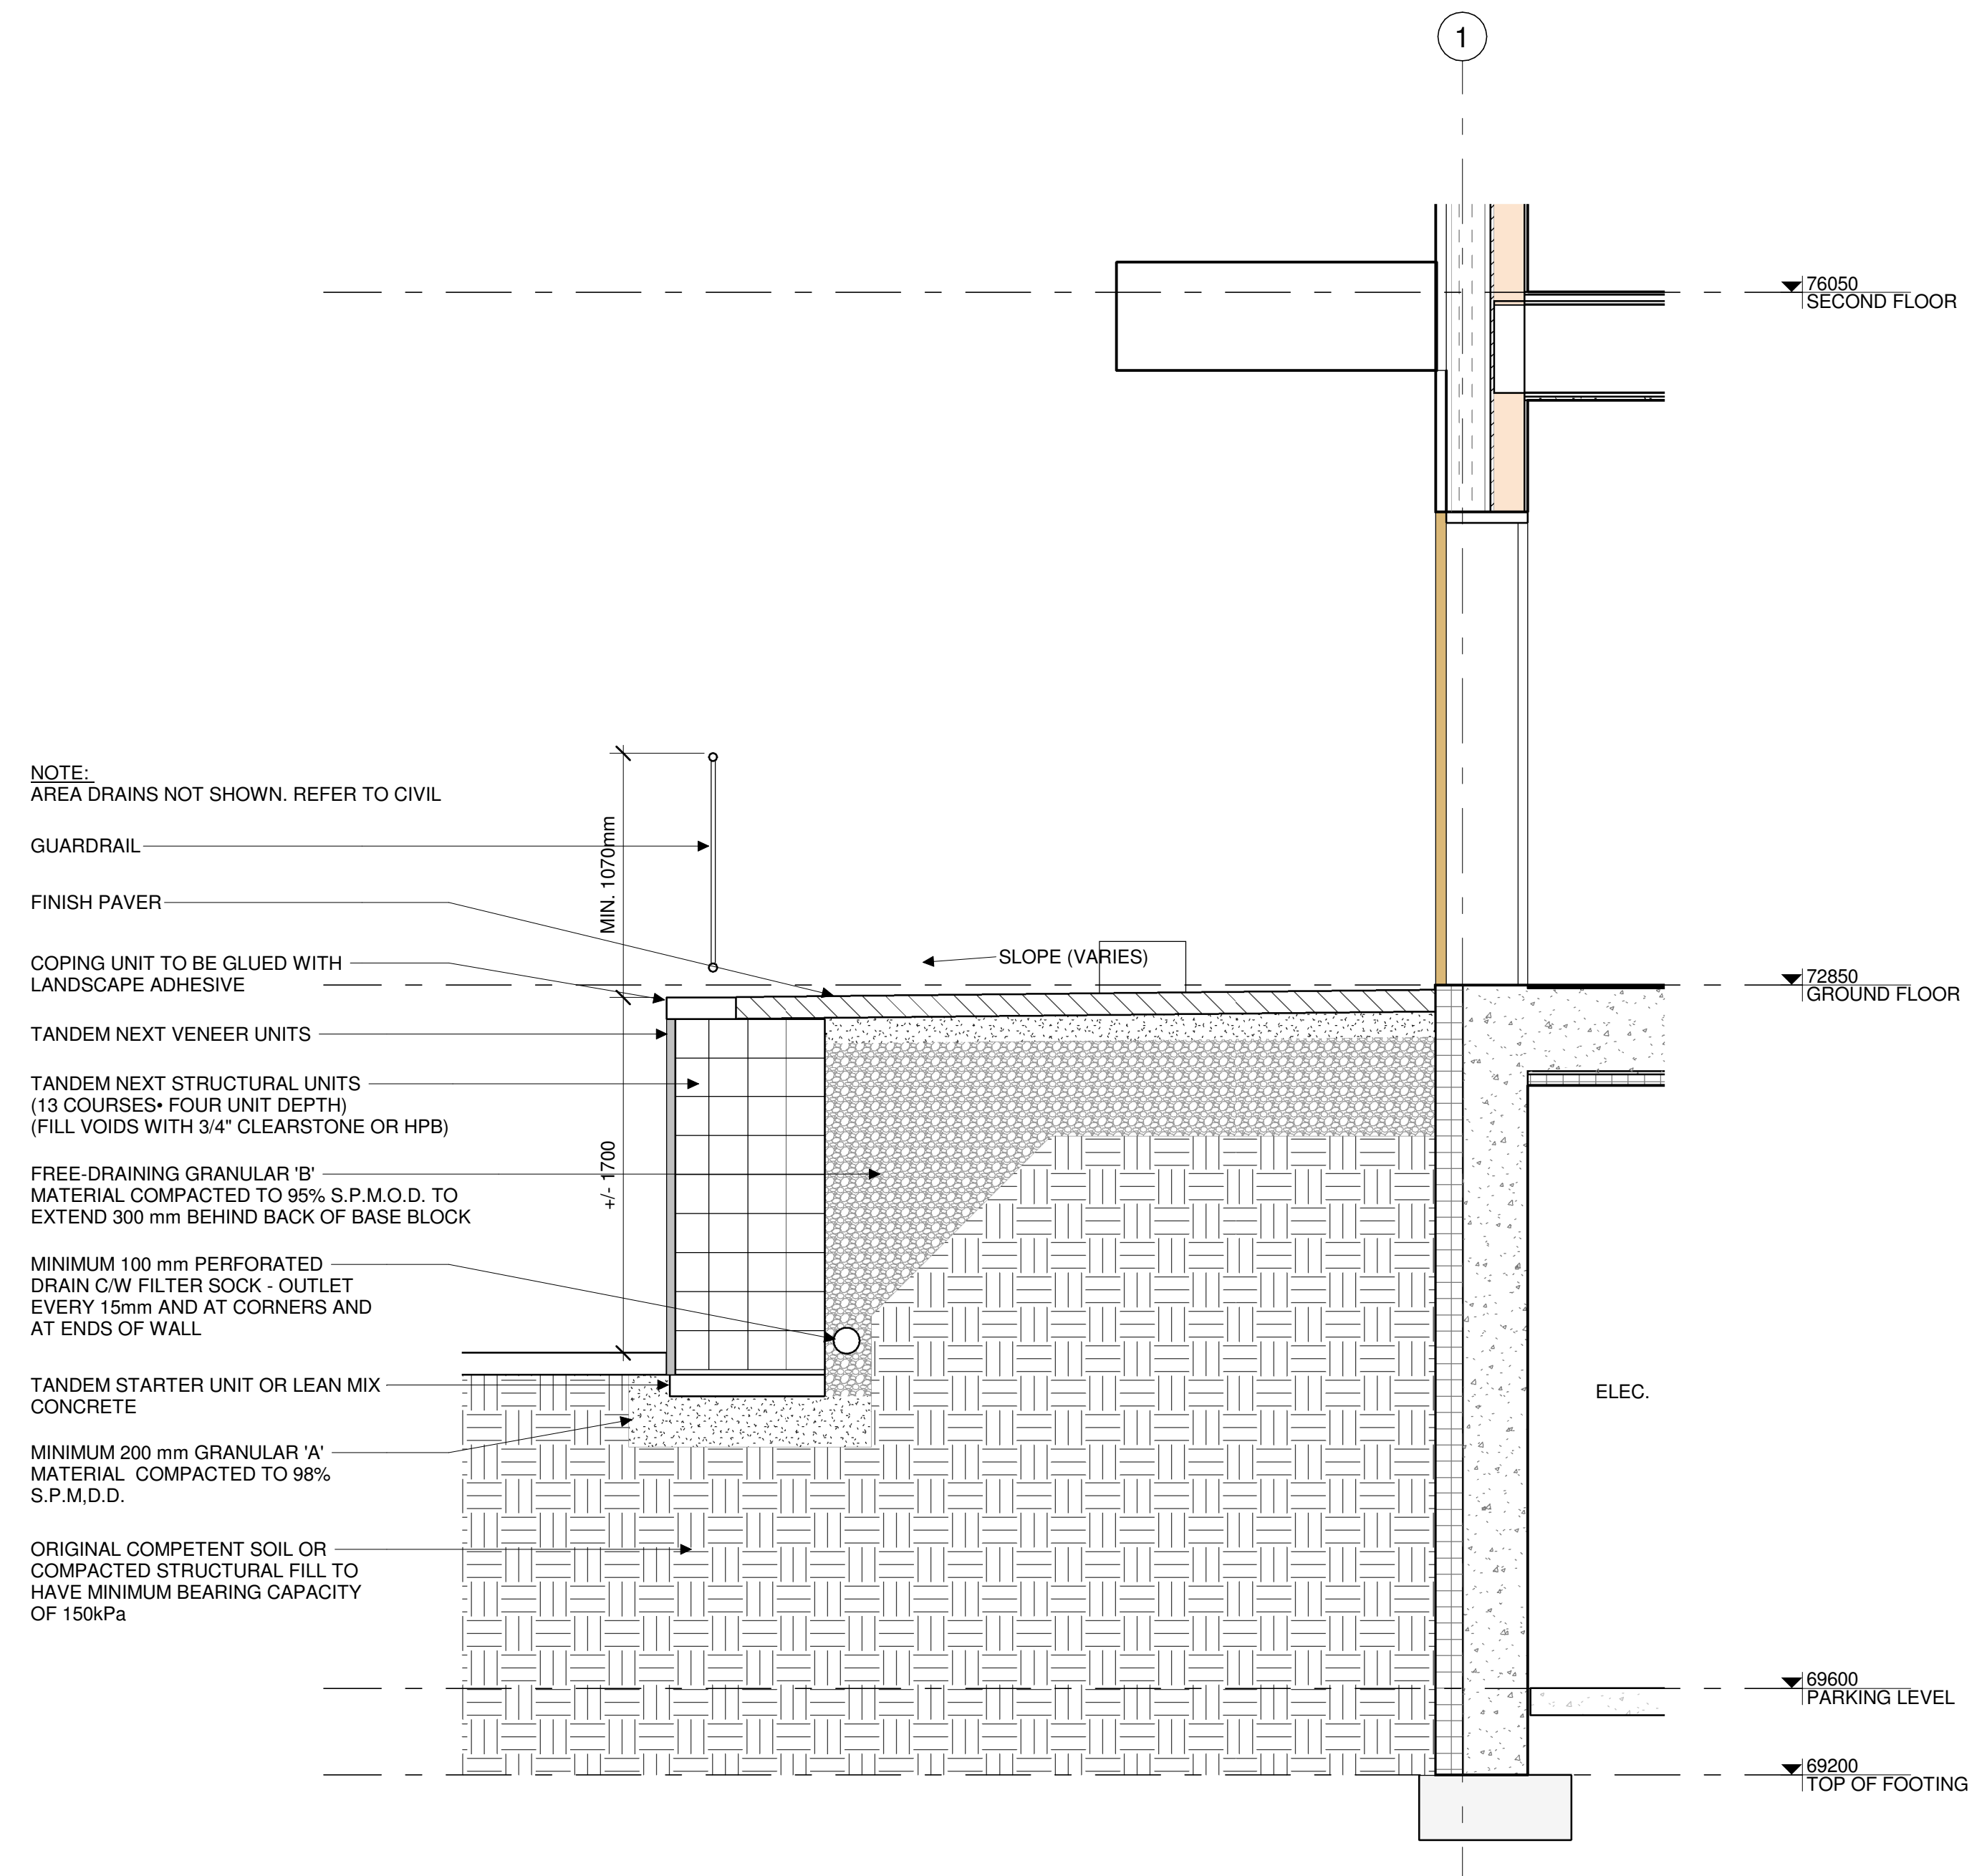 1
76050
SECOND FLOOR
NOTE:
AREA DRAINS NOT SHOWN. REFER TO CIVIL
GUARDRAIL
MIN. 1070mm
FINISH PAVER
SLOPE (VARIES)
COPING UNIT TO BE GLUED WITH
LANDSCAPE ADHESIVE
72850
GROUND FLOOR
TANDEM NEXT VENEER UNITS
TANDEM NEXT STRUCTURAL UNITS
(13 COURSES• FOUR UNIT DEPTH)
(FILL VOIDS WITH 3/4" CLEARSTONE OR HPB)
+/- 1700
FREE-DRAINING GRANULAR 'B'
MATERIAL COMPACTED TO 95% S.P.M.O.D. TO
EXTEND 300 mm BEHIND BACK OF BASE BLOCK
MINIMUM 100 mm PERFORATED
DRAIN C/W FILTER SOCK - OUTLET
EVERY 15mm AND AT CORNERS AND
AT ENDS OF WALL
TANDEM STARTER UNIT OR LEAN MIX
CONCRETE
ELEC.
MINIMUM 200 mm GRANULAR 'A'
MATERIAL COMPACTED TO 98%
S.P.M,D.D.
ORIGINAL COMPETENT SOIL OR
COMPACTED STRUCTURAL FILL TO
HAVE MINIMUM BEARING CAPACITY
OF 150kPa
69600
PARKING LEVEL
69200
TOP OF FOOTING